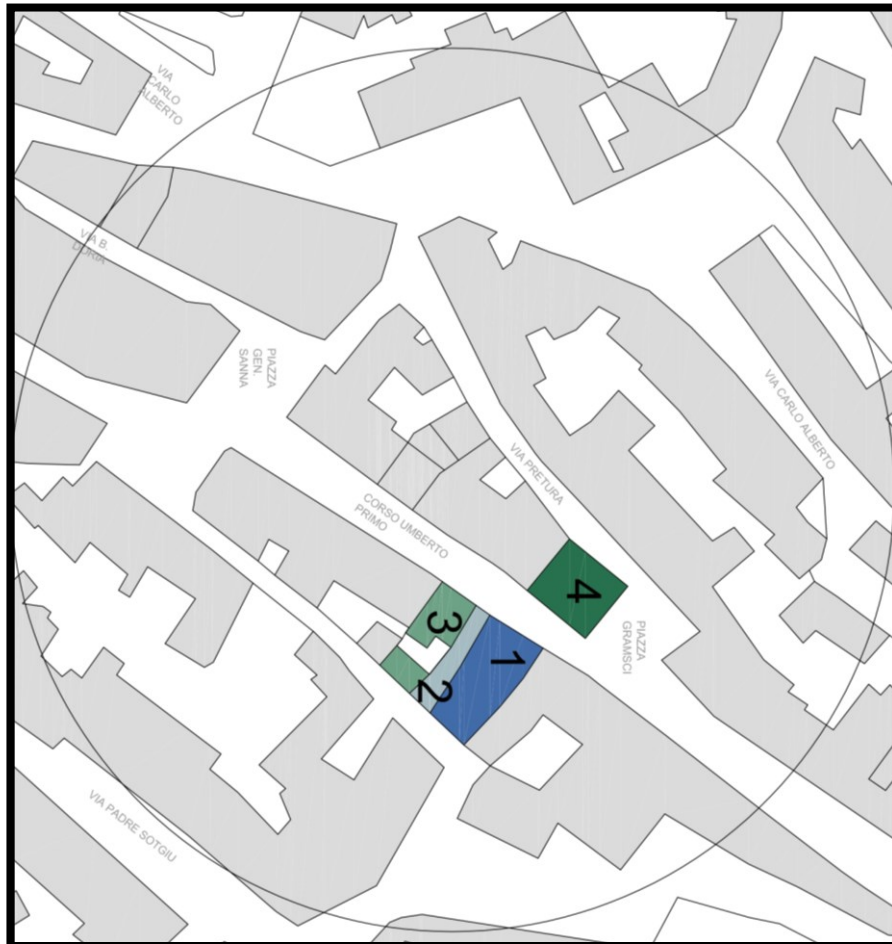 VIA
CARLO
ALBERTO
VIA B.
DORIA
PIAZZA
GEN.
SANNA
VIA CARLO ALBERTO
VIA PRETURA
CORSO UMBERTO
PRIMO
4
PIAZZA
GRAMSCI
3
1
2
VIA PADRE SOTGIU